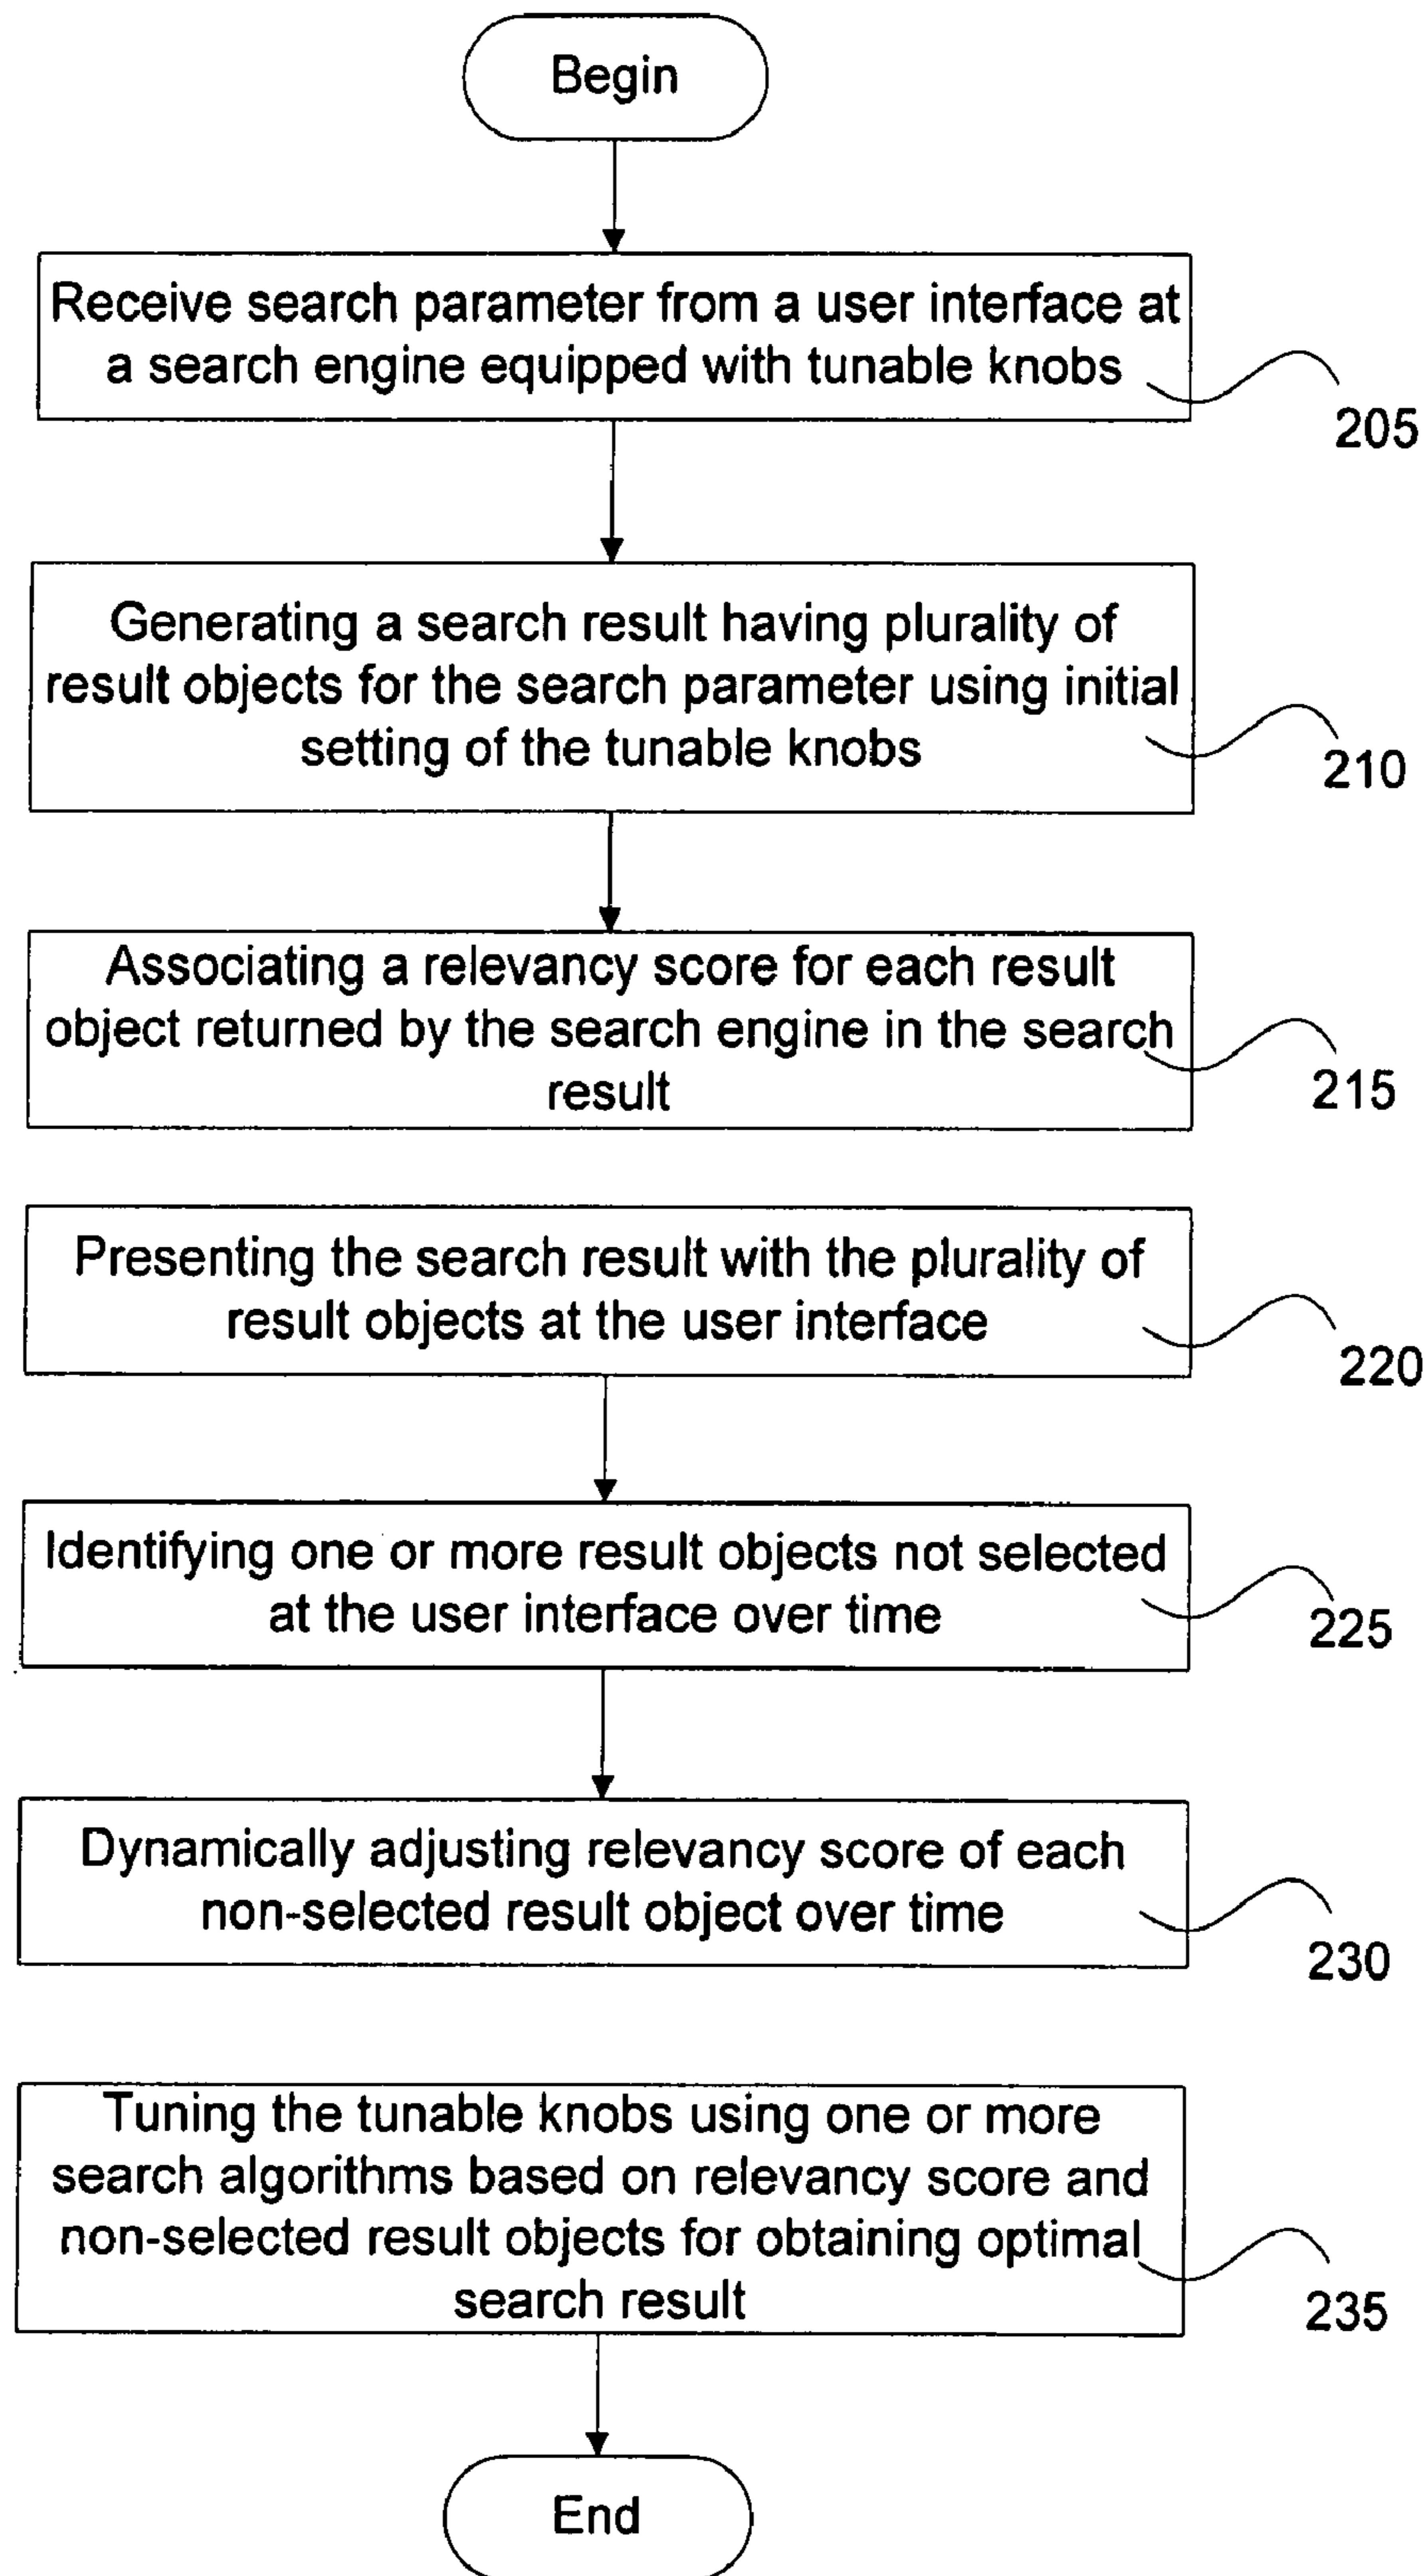 Begin
Receive search parameter from a user interface at
a search engine equipped with tunable knobs
205
Generating a search result having plurality of
result objects for the search parameter using initial
setting of the tunable knobs
210
Associating a relevancy score for each result
object returned by the search engine in the search
result
215
Presenting the search result with the plurality of
result objects at the user interface
220
Identifying one or more result objects not selected
at the user interface over time
225
Dynamically adjusting relevancy score of each
non-selected result object over time
230
Tuning the tunable knobs using one or more
search algorithms based on relevancy score and
non-selected result objects for obtaining optimal
search result
235
End